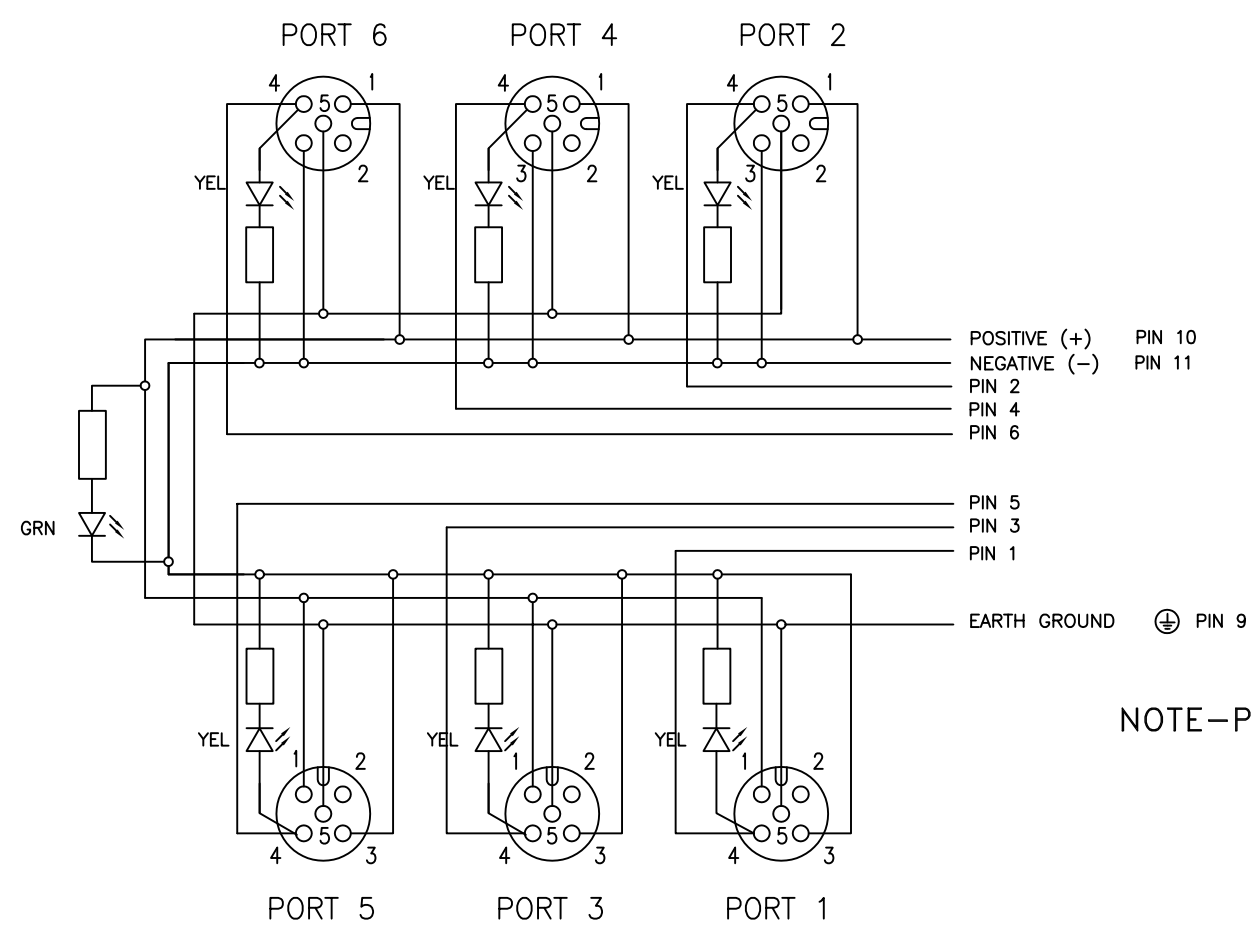 PORT 6 PORT 4 PORT 2
4 1 4 1 4 1
5 5 5
3 3
2 2 2
YEL YEL YEL
POSITIVE (+) PIN 10
NEGATIVE (−) PIN 11
PIN 2
PIN 4
PIN 6
PIN 5
GRN
PIN 3
PIN 1
EARTH GROUND PIN 9
NOTE−P
YEL YEL YEL
1 2 1 2 1 2
5 5 5
4 3 4 3 4 3
PORT 5 PORT 3 PORT 1